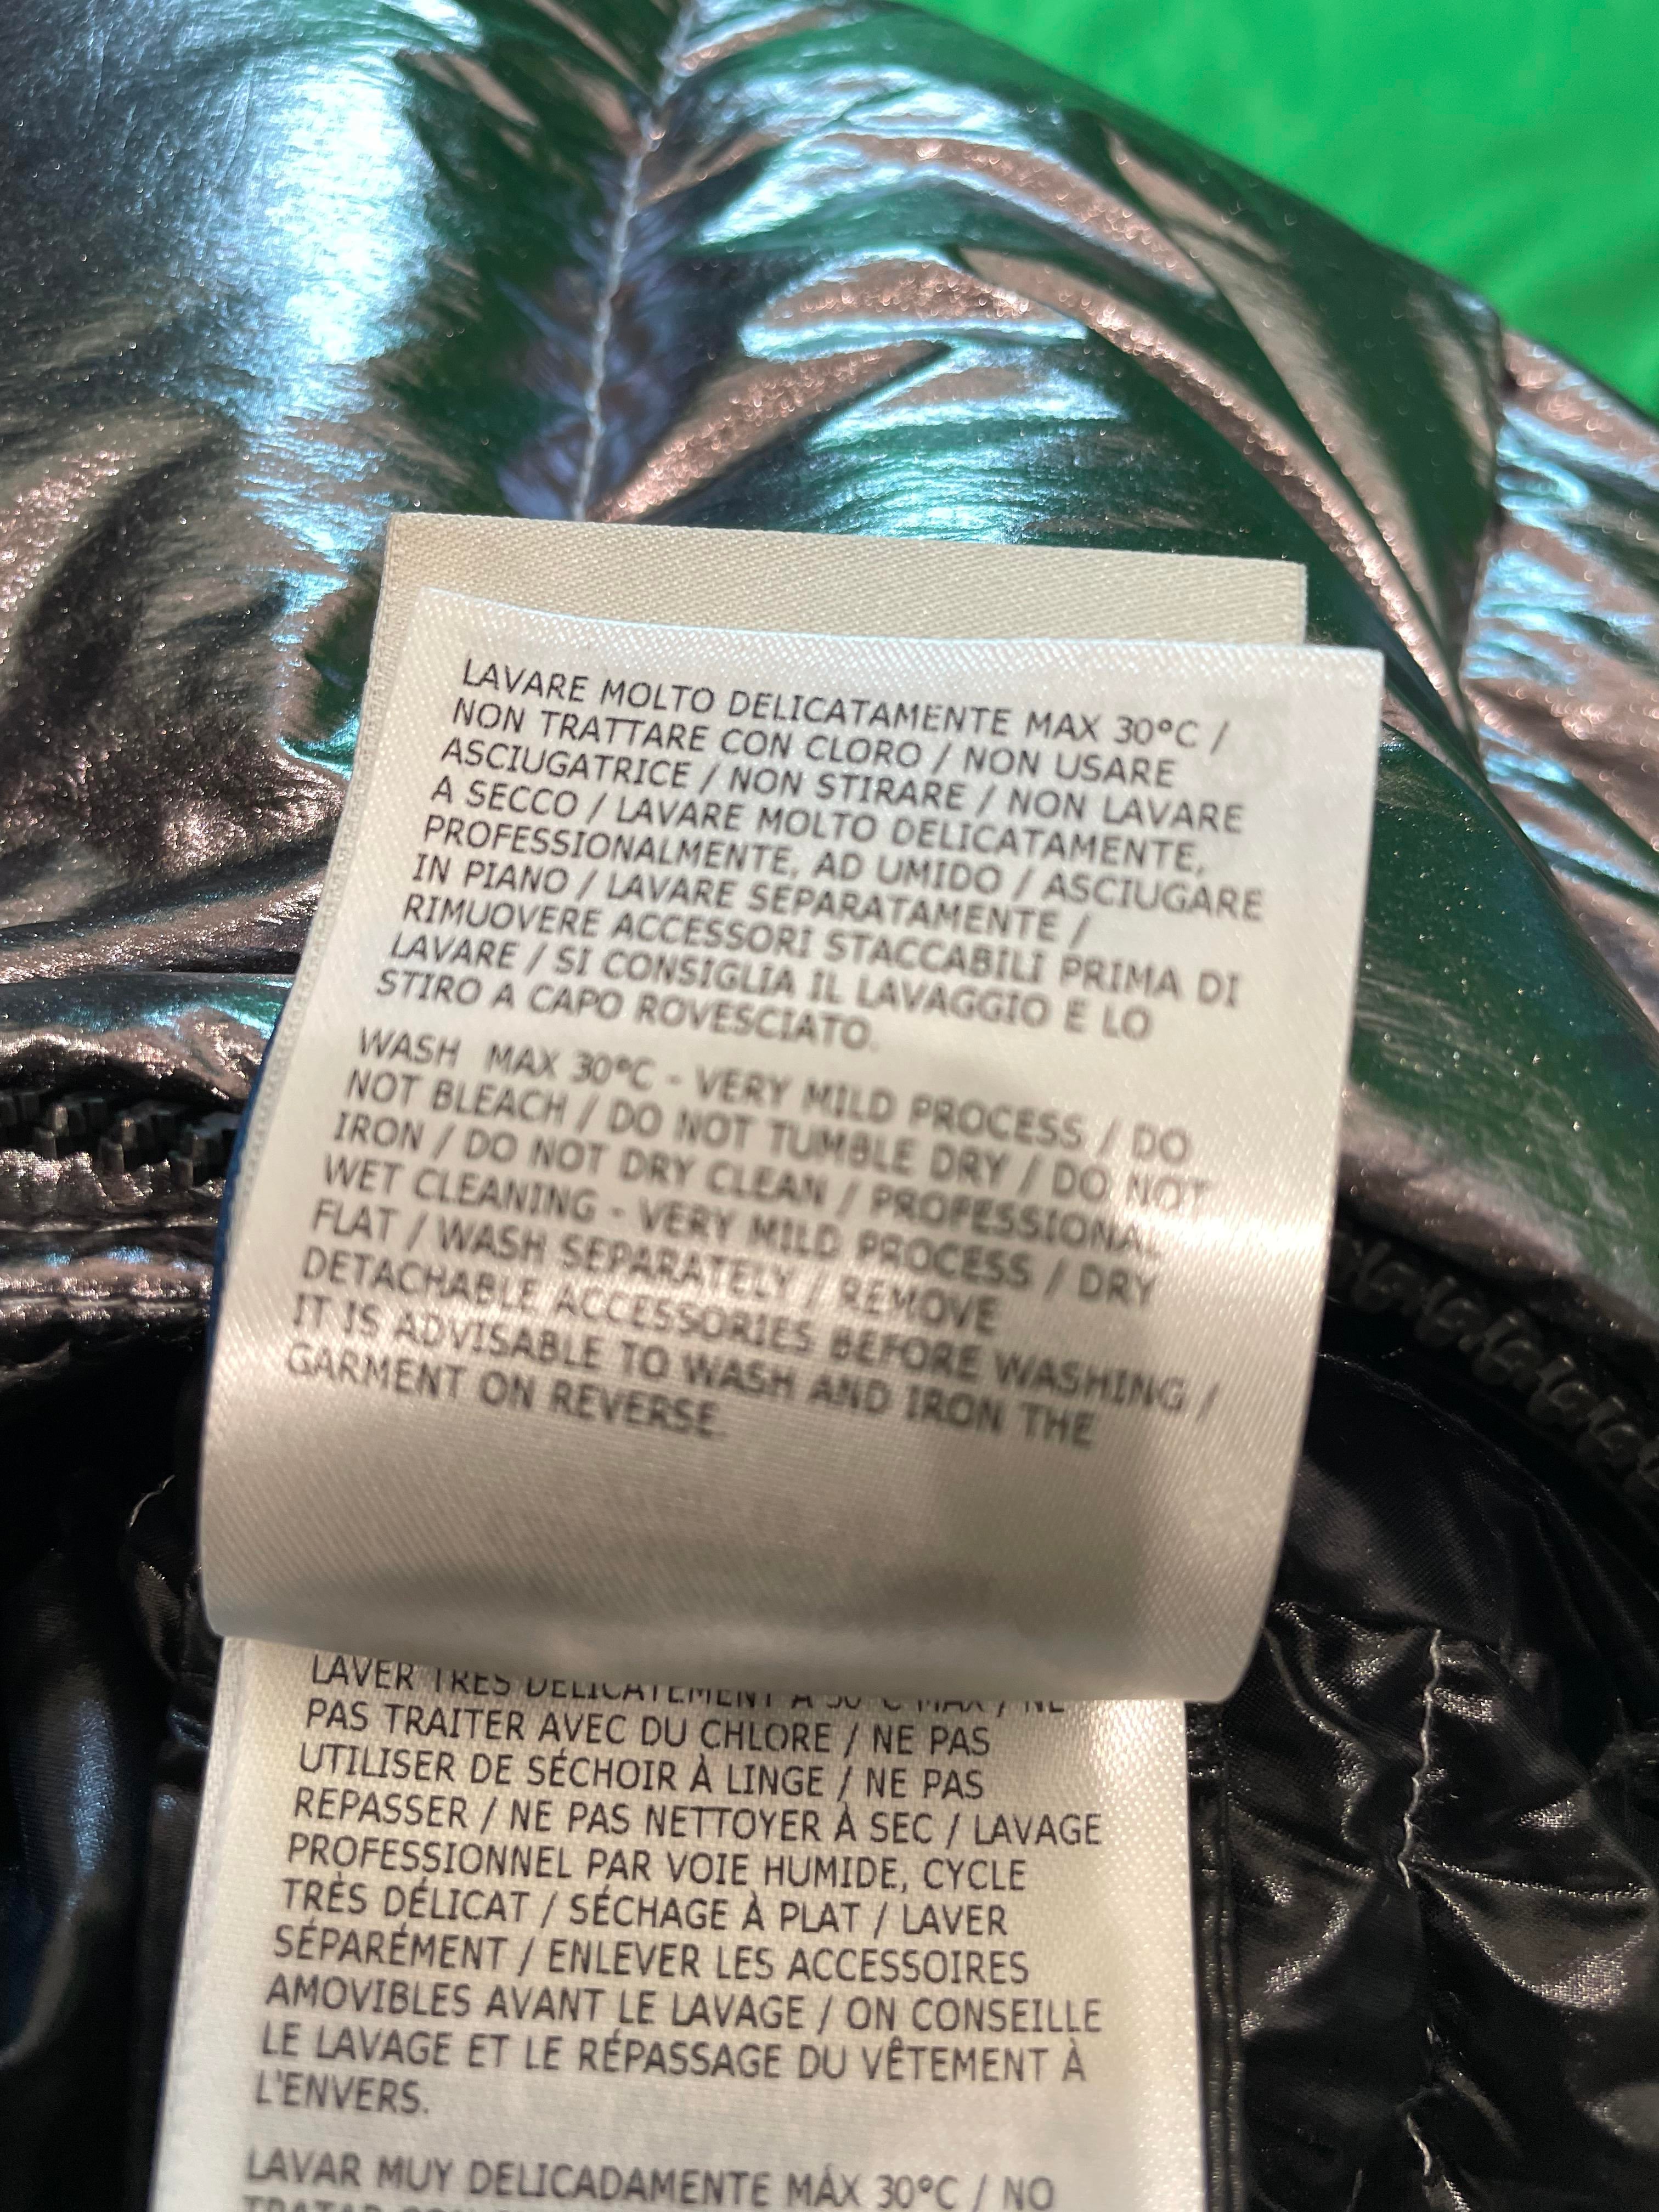 LAVARE MOLTO DELICATAMENTE MAX 30°C /
NON TRATTARE CON CLORO / NON USARE
ASCIUGATRICE / NON STIRARE / NON LAVARE
A SECCO / LAVARE MOLTO DELICATAMENTE,
PROFESSIONALMENTE, AD UMIDO / ASCIUGARE
IN PIANO / LAVARE SEPARATAMENTE /
RIMUOVERE ACCESSORI STACCABILI PRIMA DI
LAVARE / SI CONSIGLIA IL LAVAGGIO E LO
STIRO A CAPO ROVESCIATO.
WASH MAX 30°C - VERY MILD PROCESS / DO
NOT BLEACH / DO NOT TUMBLE DRY / DO NOT
IRON / DO NOT DRY CLEAN / PROFESSIONAL
WET CLEANING - VERY MILD PROCESS / DRY
FLAT / WASH SEPARATELY / REMOVE
DETACHABLE ACCESSORIES BEFORE WASHING /
IT IS ADVISABLE TO WASH AND IRON THE
GARMENT ON REVERSE.
LAVER TRÈS DÉLICATEMENT À 30°C MAX / NE
PAS TRAITER AVEC DU CHLORE / NE PAS
UTILISER DE SÉCHOIR À LINGE / NE PAS
REPASSER / NE PAS NETTOYER À SEC / LAVAGE
PROFESSIONNEL PAR VOIE HUMIDE, CYCLE
TRÈS DÉLICAT / SÉCHAGE À PLAT / LAVER
SÉPARÉMENT / ENLEVER LES ACCESSOIRES
AMOVIBLES AVANT LE LAVAGE / ON CONSEILLE
LE LAVAGE ET LE RÉPASSAGE DU VÊTEMENT À
L'ENVERS.
LAVAR MUY DELICADAMENTE MÁX 30°C / NO